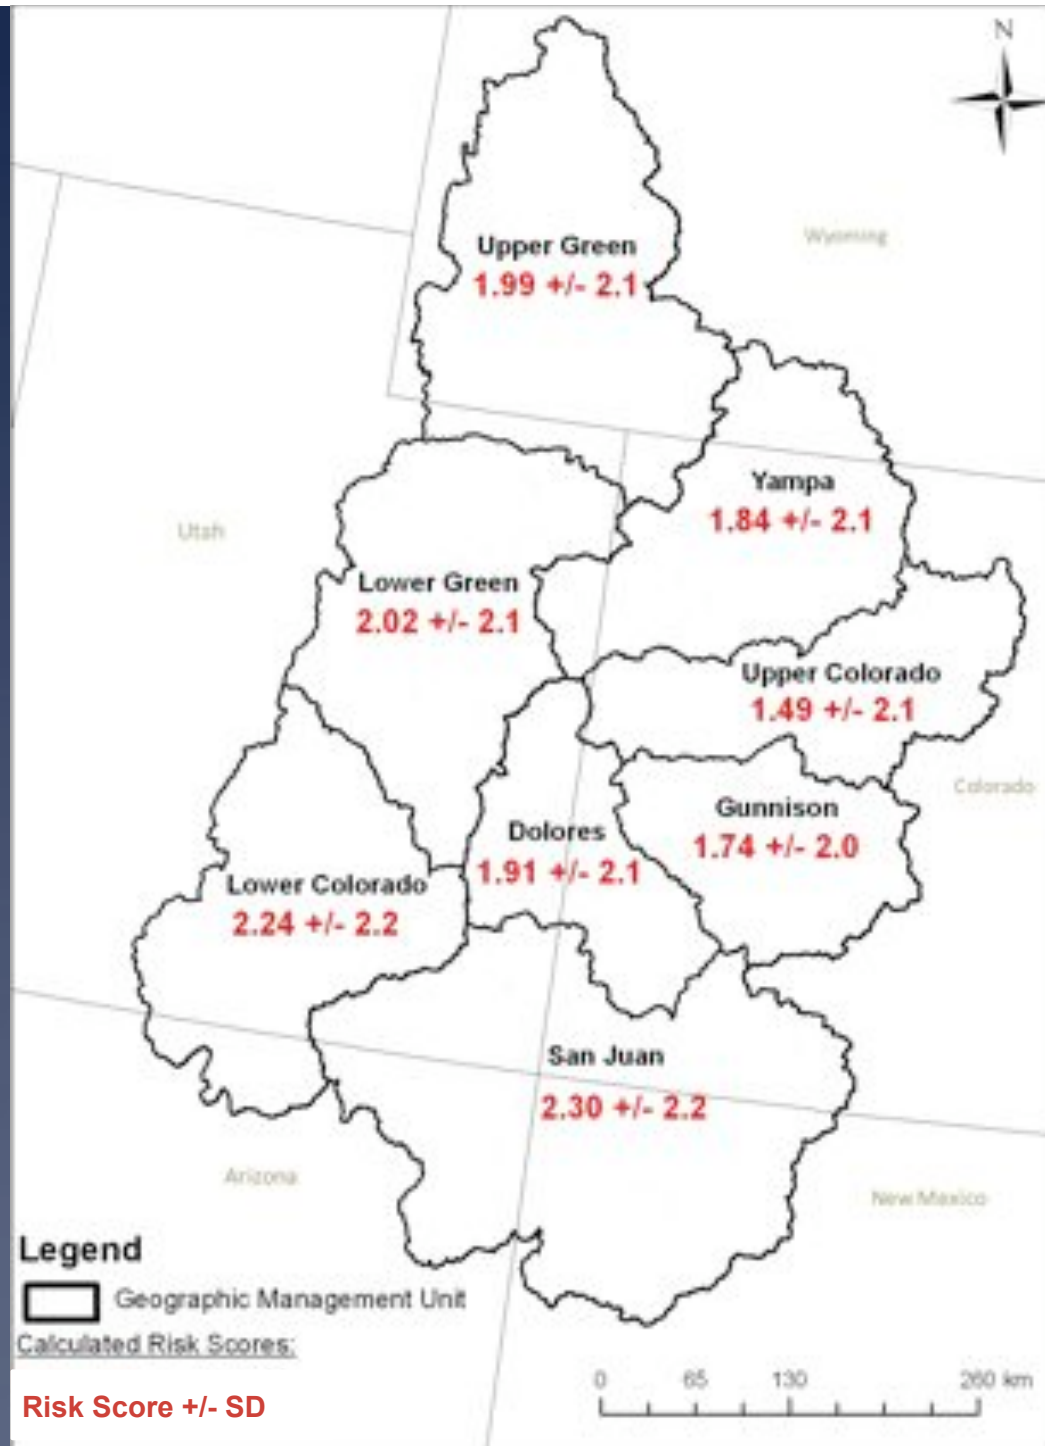 N
Wyoming
Upper Green
1.99 +/- 2.1
Yampa
1.84 +/- 2.1
Utah
Lower Green
2.02 +/- 2.1
Upper Colorado
1.49 +/- 2.1
Colorado
Gunnison
1.74 +/- 2.0
Dolores
1.91 +/- 2.1
Lower Colorado
2.24 +/- 2.2
San Juan
2.30 +/- 2.2
Arizona
New Mexico
Legend
Geographic Management Unit
Calculated Risk Scores:
Risk Score +/- SD
0 65 130 260 km